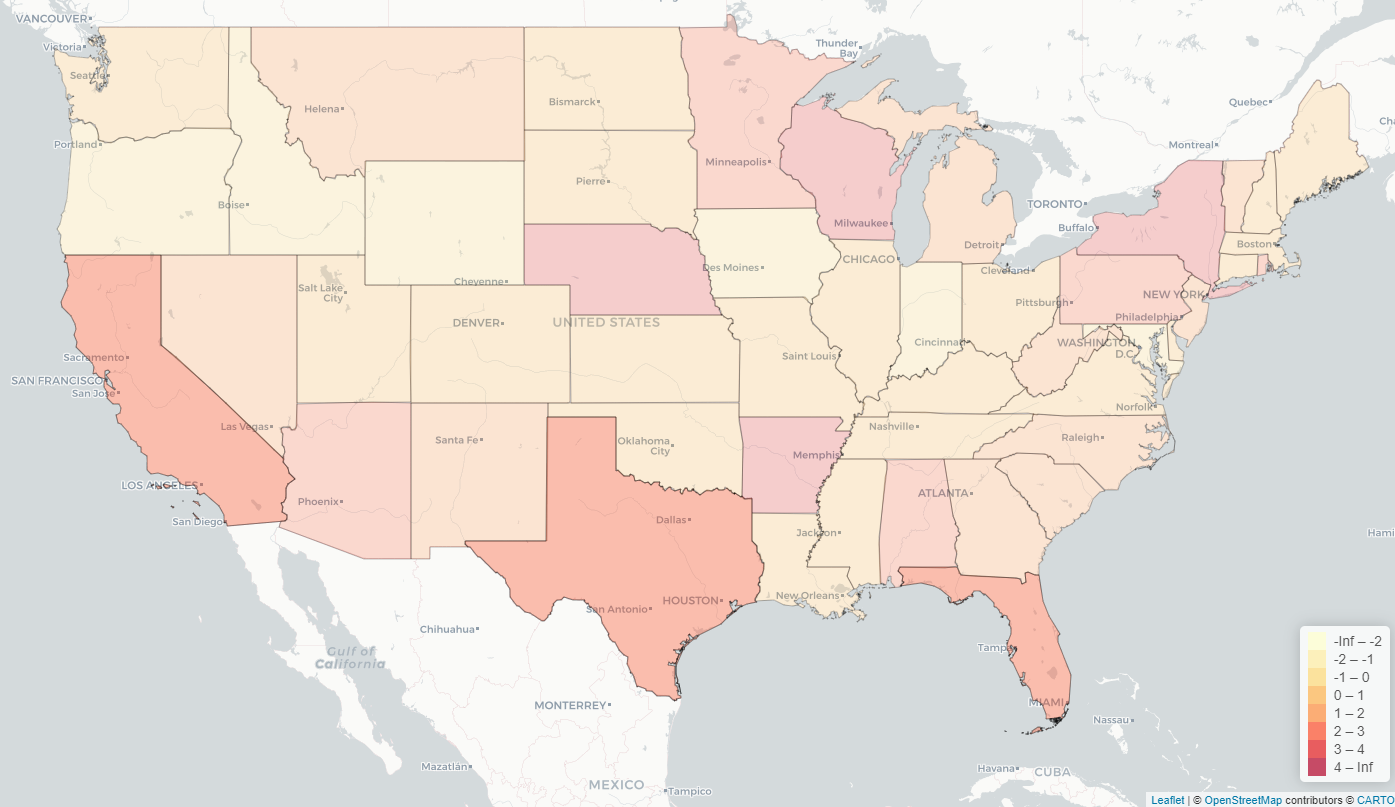 VANCOUVER
Victoria
Seattle
Portland
Helena
Boise
Bismarck
Pierre
Minneapolis
Thunder
Bay
Quebec
Montreal
TORONTO
Buffalo
Milwaukee
Detroit
CHICAGO
Cleveland
Boston
NEW YORK
Pittsburgh
Philadelphia
WASHINGTON
D.C.
Des Moines
Cheyenne
Salt Lake
City
DENVER
UNITED STATES
Saint Louis
Cincinnati
Norfolk
Sacramento
SAN FRANCISCO
San Jose
Las Vegas
Santa Fe
Oklahoma
City
Nashville
Raleigh
Memphis
LOS ANGELES
Phoenix
San Diego
ATLANTA
Dallas
Jackson
HOUSTON
San Antonio
New Orleans
Chihuahua
Gulf of
California
MONTERREY
Tamp
MIAMI
Nassau
Havana
CUBA
Mazatlán
MEXICO
Tampico
Hami
Cha
-Inf – -2
-2 – -1
-1 – 0
0 – 1
1 – 2
2 – 3
3 – 4
4 – Inf
Leaflet | © OpenStreetMap contributors © CARTO